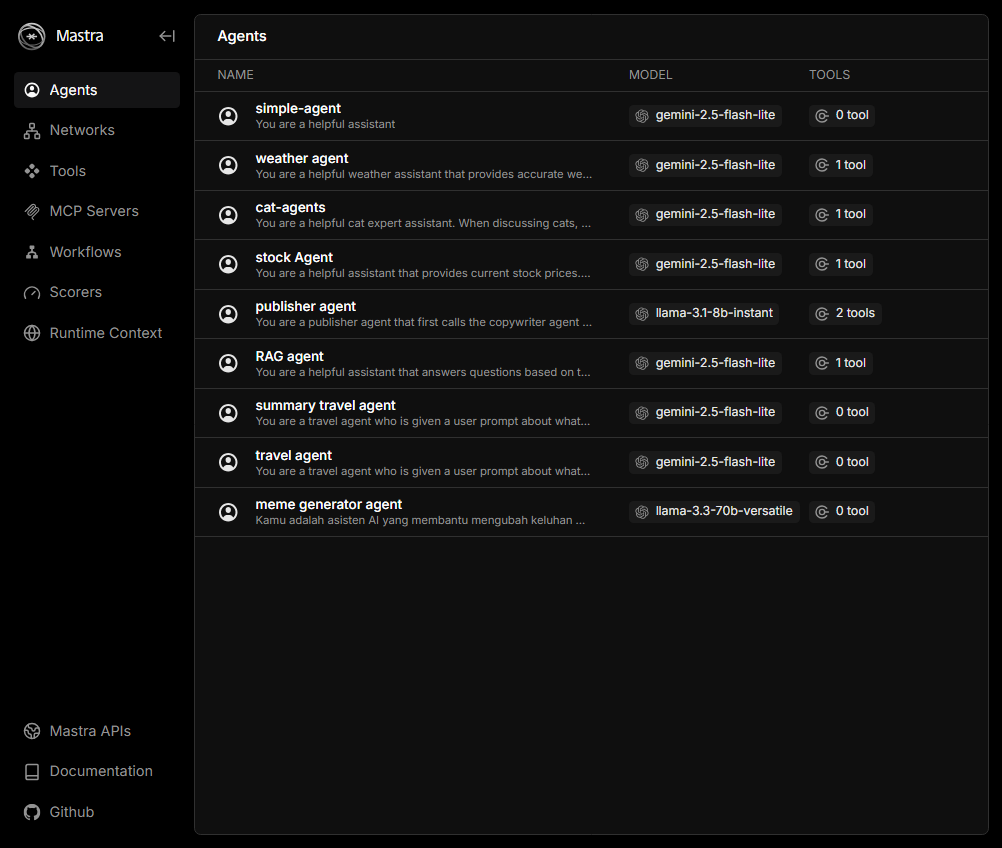 Mastra
Agents
Networks
Tools
MCP Servers
Workflows
Scorers
Runtime Context
Mastra APIs
Documentation
Github
Agents
NAME MODEL TOOLS
simple-agent
You are a helpful assistant
gemini-2.5-flash-lite 0 tool
weather agent
You are a helpful weather assistant that provides accurate we...
gemini-2.5-flash-lite 1 tool
cat-agents
You are a helpful cat expert assistant. When discussing cats, ...
gemini-2.5-flash-lite 1 tool
stock Agent
You are a helpful assistant that provides current stock prices....
gemini-2.5-flash-lite 1 tool
publisher agent
You are a publisher agent that first calls the copywriter agent ...
llama-3.1-8b-instant 2 tools
RAG agent
You are a helpful assistant that answers questions based on t...
gemini-2.5-flash-lite 1 tool
summary travel agent
You are a travel agent who is given a user prompt about what...
gemini-2.5-flash-lite 0 tool
travel agent
You are a travel agent who is given a user prompt about what...
gemini-2.5-flash-lite 0 tool
meme generator agent
Kamu adalah asisten AI yang membantu mengubah keluhan ...
llama-3.3-70b-versatile 0 tool